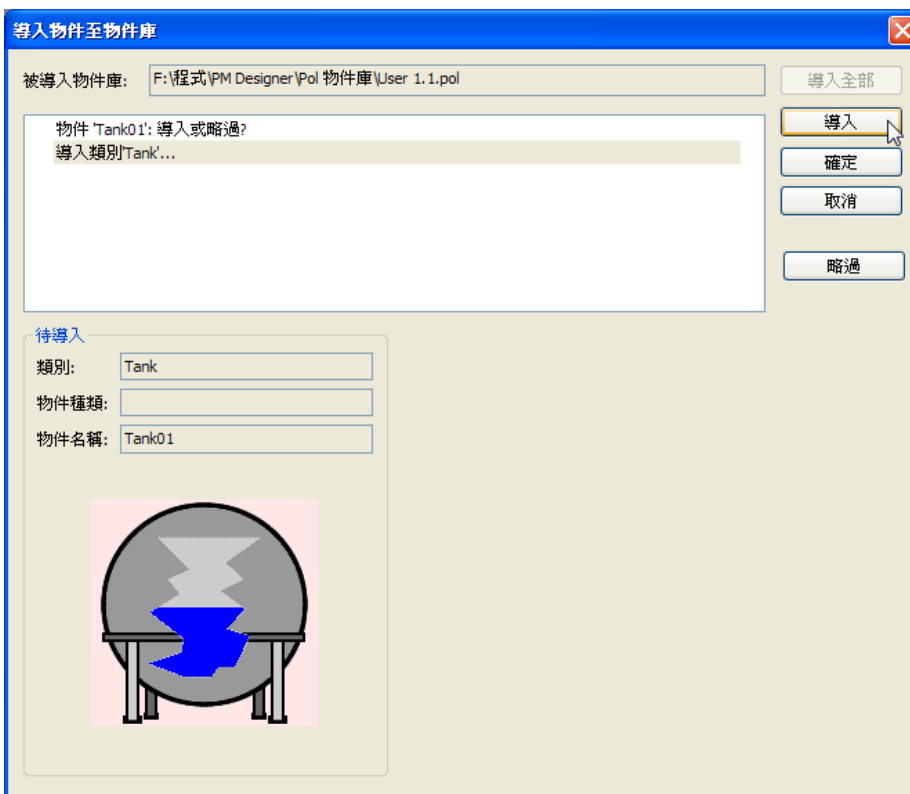 導入物件至物件庫
被導入物件庫: F:\程式\PM Designer\Pol 物件庫\User 1.1.pol
導入全部
物件 'Tank01': 導入或略過?
導入類別'Tank'...
導入
確定
取消
略過
待導入
類別: Tank
物件種類:
物件名稱: Tank01